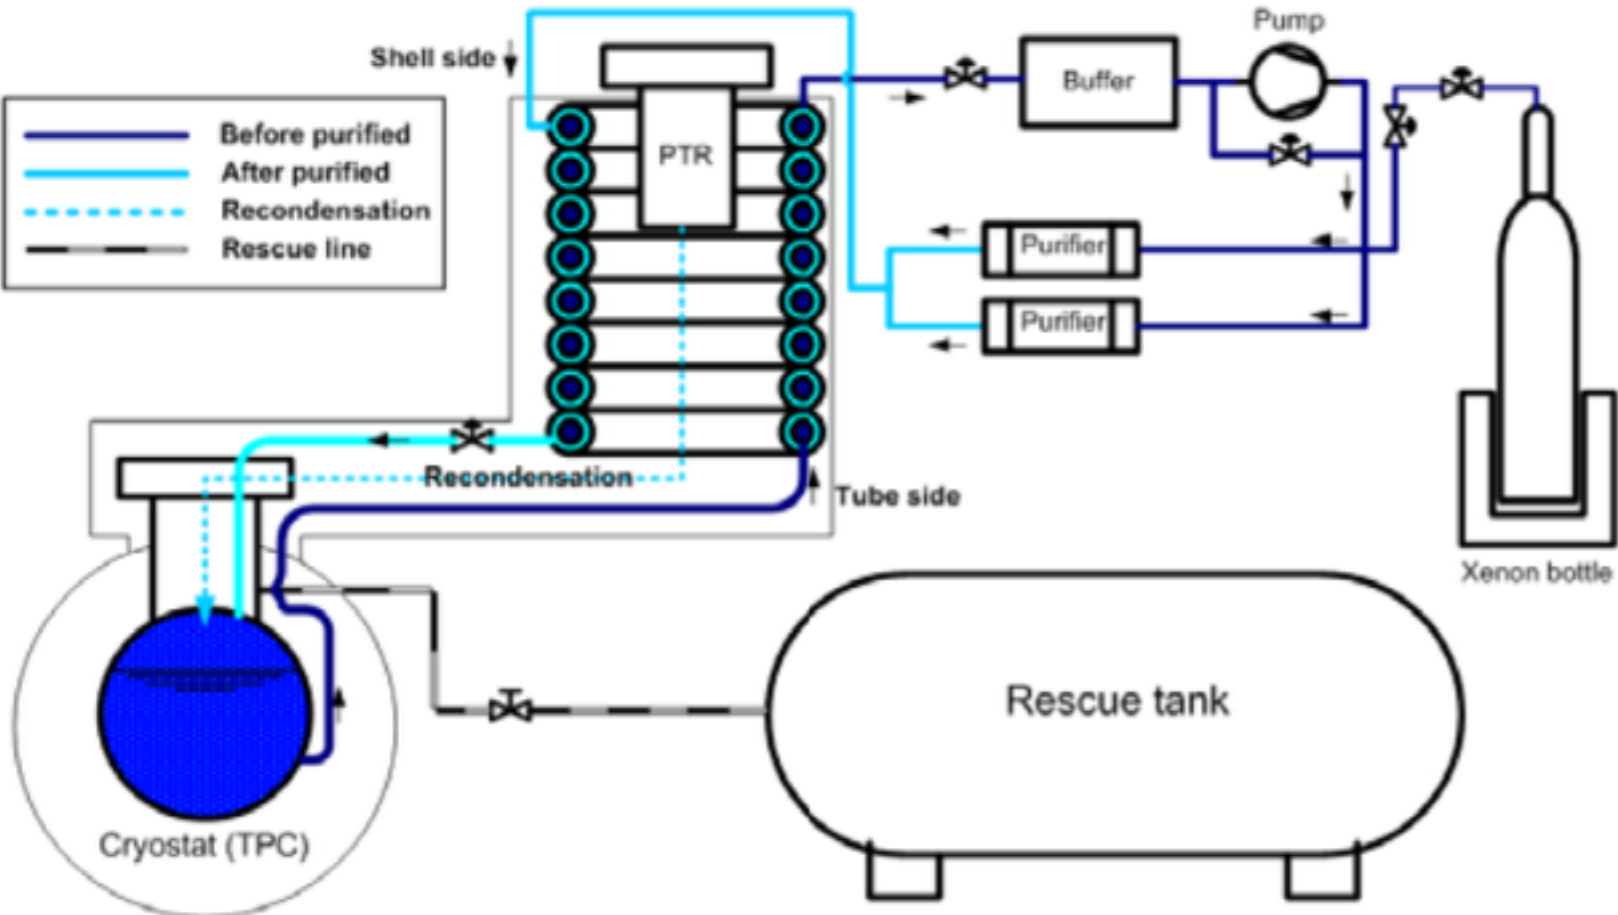 Pump
Shell side
Buffer
Before purified
After purified
Recondensation
Rescue line
PTR
Purifier
Purifier
Recondensation
Tube side
Xenon bottle
Rescue tank
Cryostat (TPC)